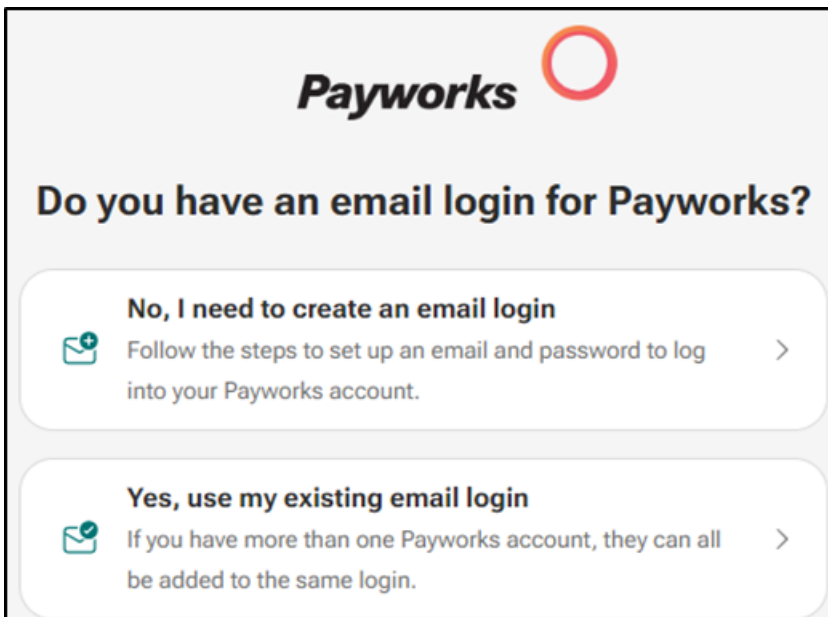 Payworks
Do you have an email login for Payworks?
No, I need to create an email login
Follow the steps to set up an email and password to log
into your Payworks account.
Yes, use my existing email login
If you have more than one Payworks account, they can all
be added to the same login.